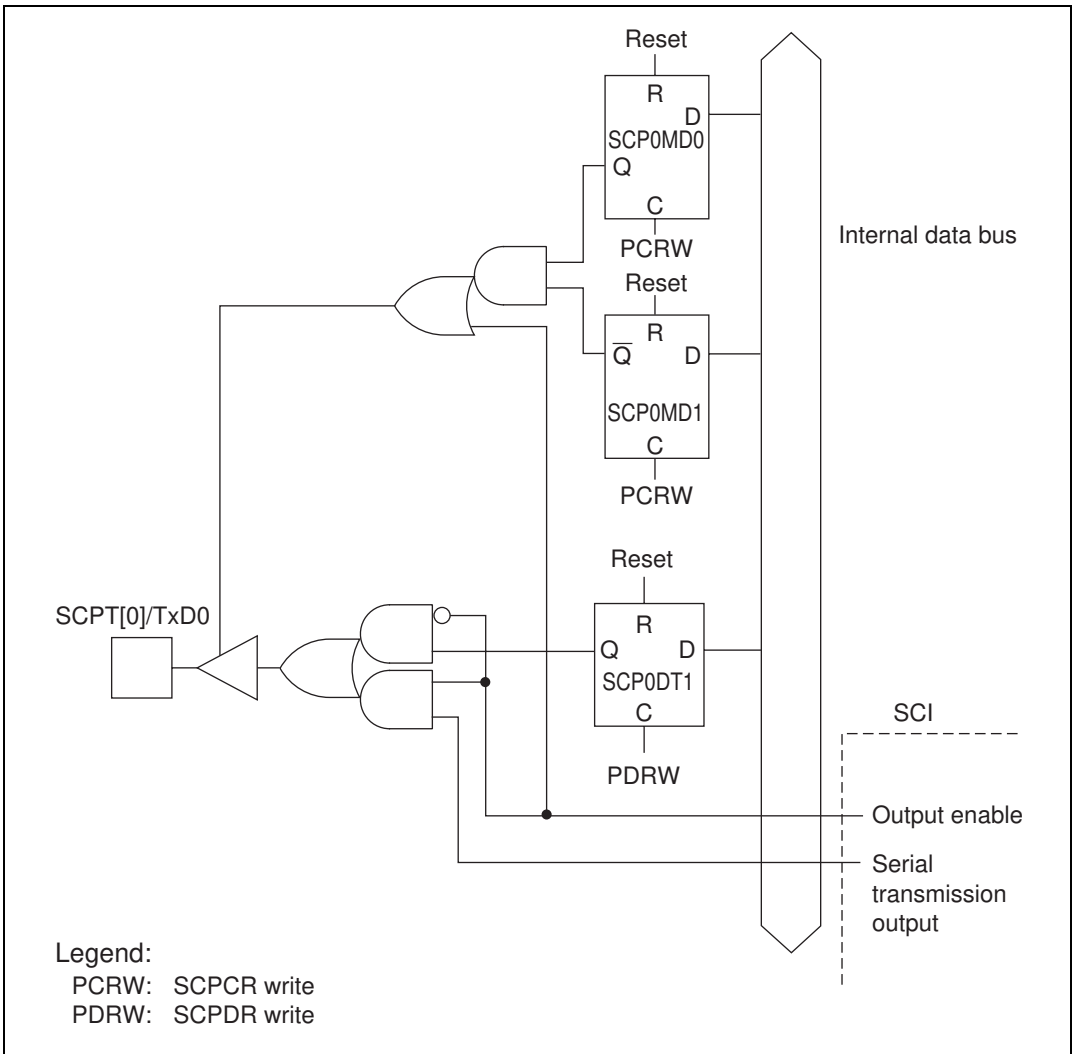 Reset
R
D
SCP0MD0
Q
C
PCRW
Internal data bus
Reset
R
Q̅ D
SCP0MD1
C
PCRW
Reset
R
Q D
SCP0DT1
C
PDRW
SCPT[0]/TxD0
SCI
Output enable
Serial
transmission
output
Legend:
PCRW: SCPCR write
PDRW: SCPDR write